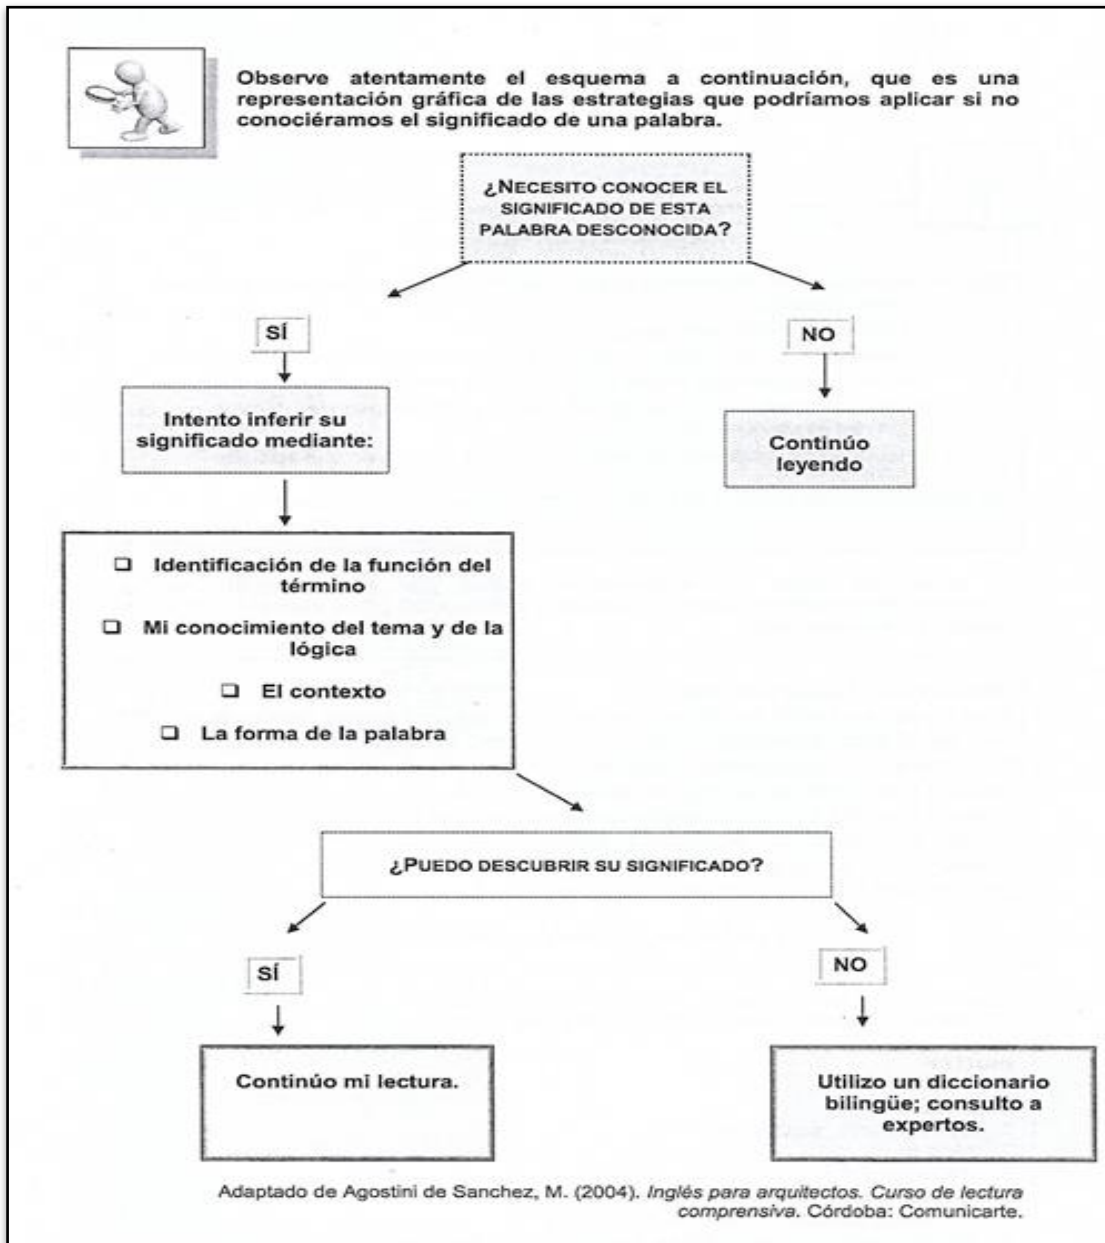 Observe atentamente el esquema a continuación, que es una
representación gráfica de las estrategias que podríamos aplicar si no
conociéramos el significado de una palabra.
¿NECESITO CONOCER EL
SIGNIFICADO DE ESTA
PALABRA DESCONOCIDA?
SÍ
NO
Intento inferir su
significado mediante:
Continúo
leyendo
❑ Identificación de la función del
término
❑ Mi conocimiento del tema y de la
lógica
❑ El contexto
❑ La forma de la palabra
¿PUEDO DESCUBRIR SU SIGNIFICADO?
SÍ
NO
Continúo mi lectura.
Utilizo un diccionario
bilingüe; consulto a
expertos.
Adaptado de Agostini de Sanchez, M. (2004). Inglés para arquitectos. Curso de lectura
comprensiva. Córdoba: Comunicarte.